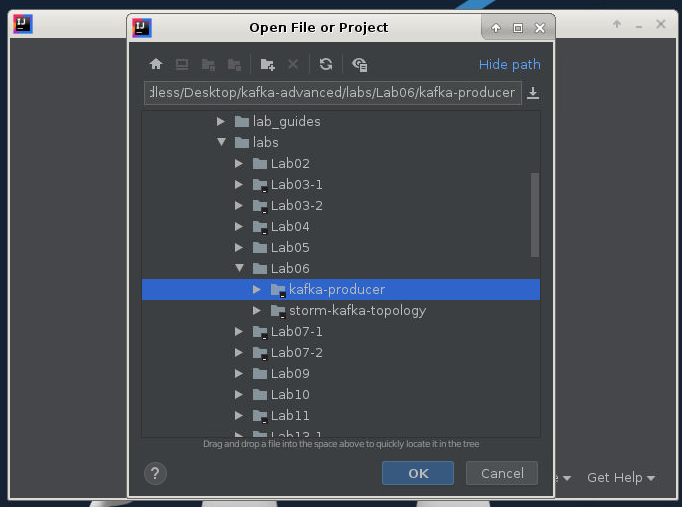 Open File or Project
Hide path
dless/Desktop/kafka-advanced/labs/Lab06/kafka-producer
lab_guides
labs
Lab02
Lab03-1
Lab03-2
Lab04
Lab05
Lab06
kafka-producer
storm-kafka-topology
Lab07-1
Lab07-2
Lab09
Lab10
Lab11
Lab13-1
Drag and drop a file into the space above to quickly locate it in the tree
?
OK
Cancel
e
Get Help